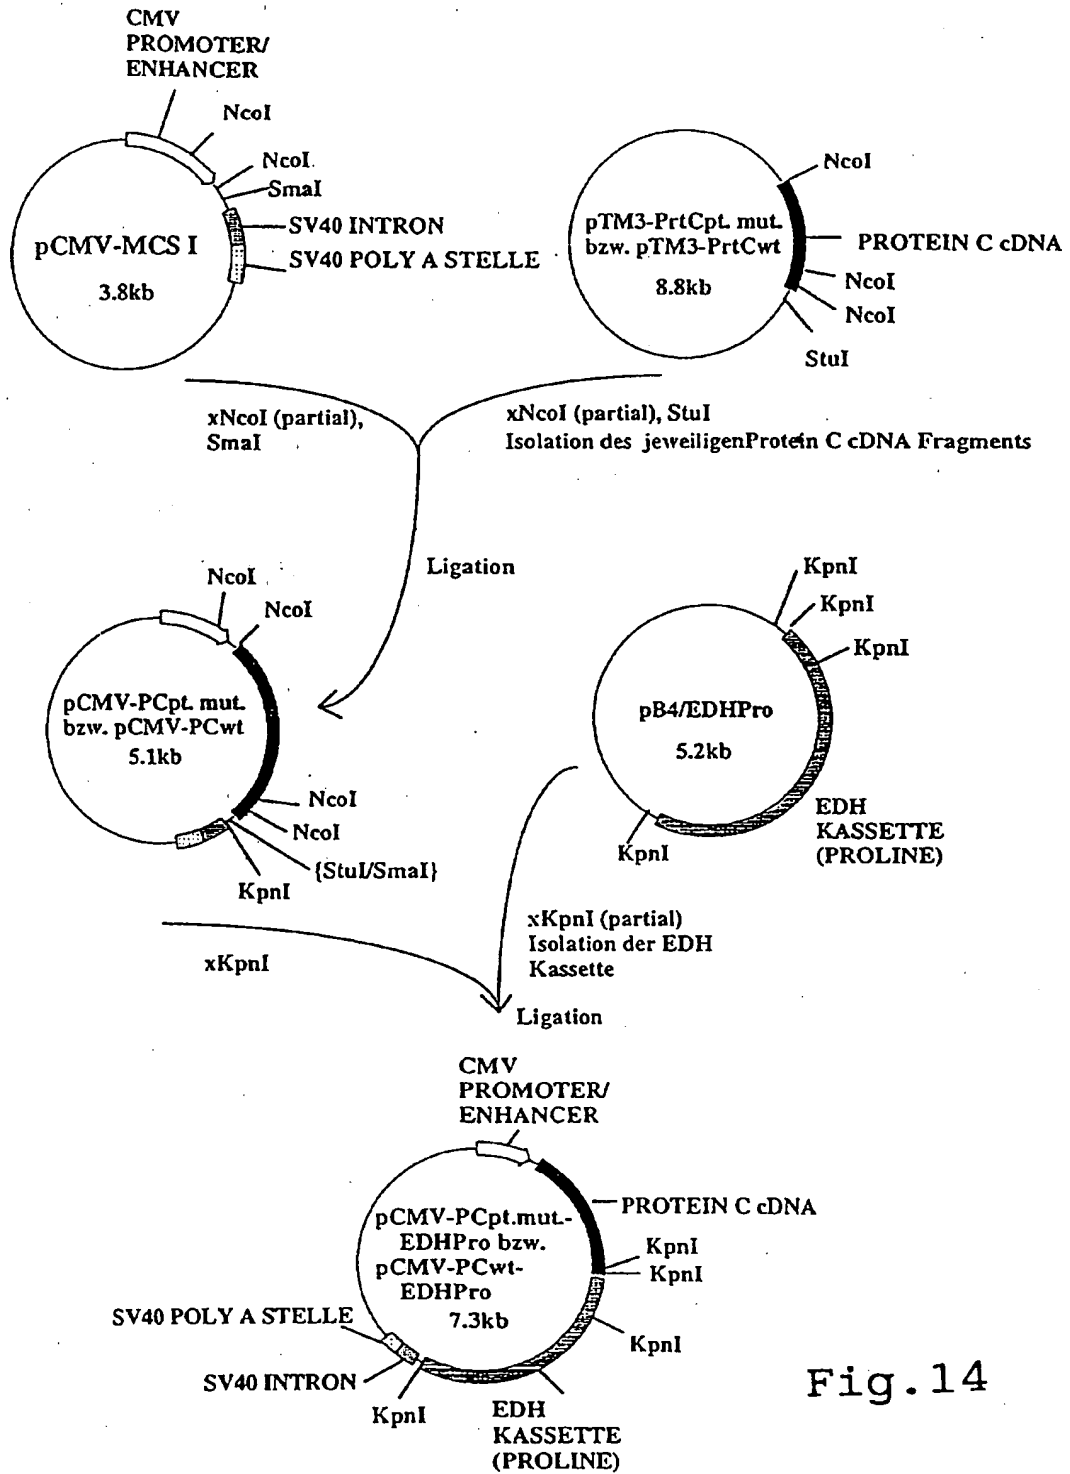 CMV
PROMOTER/
ENHANCER
NcoI
NcoI
SmaI
SV40 INTRON
SV40 POLY A STELLE
pCMV-MCS I
3.8kb
NcoI
pTM3-PrtCpt. mut.
bzw. pTM3-PrtCwt
8.8kb
PROTEIN C cDNA
NcoI
NcoI
StuI
xNcoI (partial),
SmaI
xNcoI (partial), StuI
Isolation des jeweiligenProtein C cDNA Fragments
Ligation
NcoI
NcoI
pCMV-PCpt. mut.
bzw. pCMV-PCwt
5.1kb
NcoI
NcoI
{StuI/SmaI}
KpnI
KpnI
KpnI
KpnI
pB4/EDHPro
5.2kb
EDH
KASSETTE
(PROLINE)
KpnI
xKpnI
xKpnI (partial)
Isolation der EDH
Kassette
Ligation
CMV
PROMOTER/
ENHANCER
PROTEIN C cDNA
pCMV-PCpt.mut.-
EDHPro bzw.
pCMV-PCwt-
EDHPro
7.3kb
KpnI
KpnI
KpnI
SV40 POLY A STELLE
SV40 INTRON
KpnI
EDH
KASSETTE
(PROLINE)
Fig.14